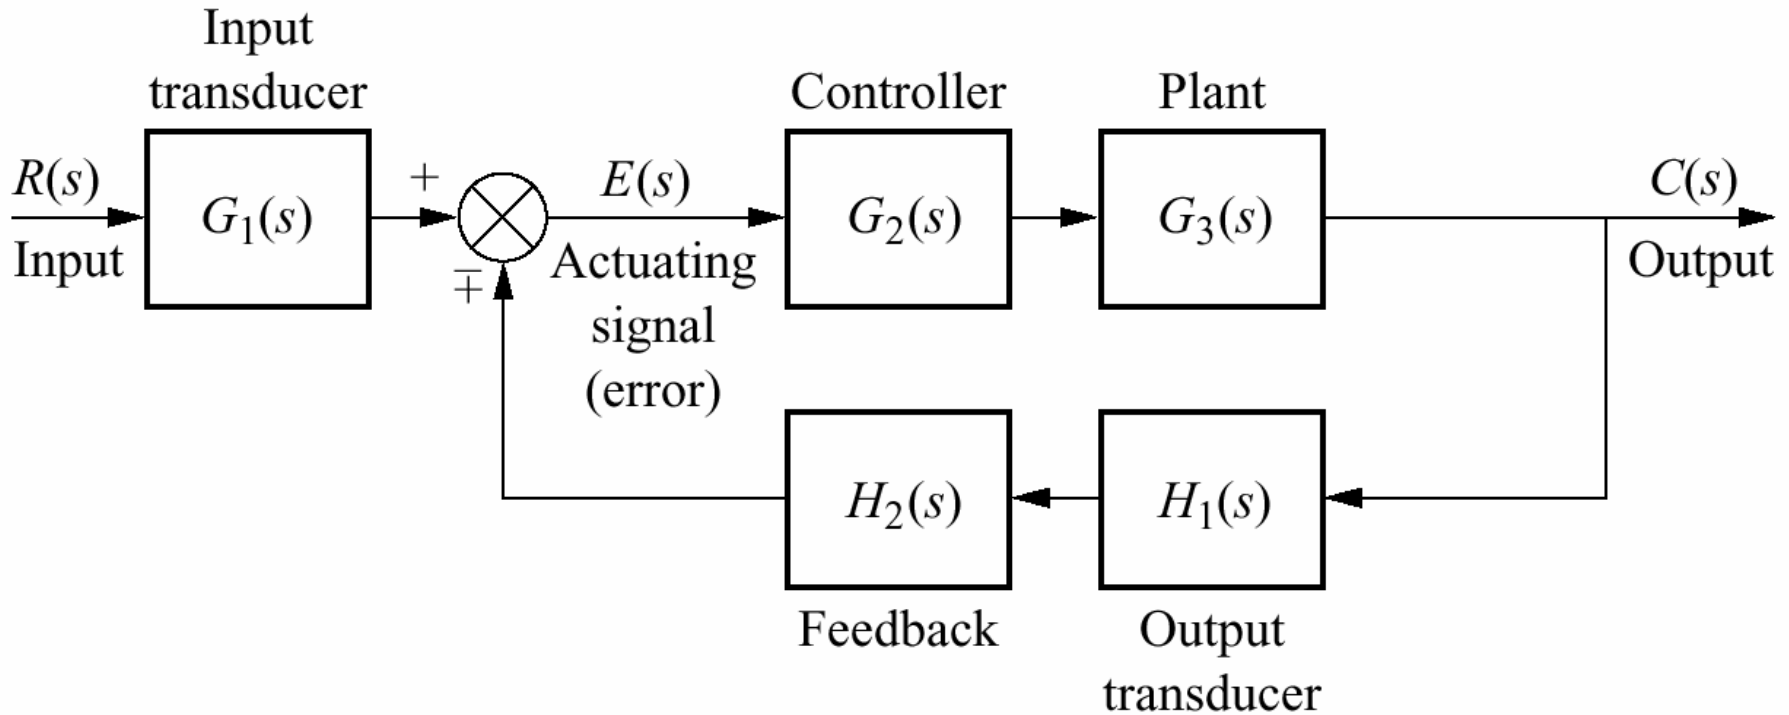 Input
transducer
Controller
Plant
R(s)
Input
G₁(s)
+
∓
E(s)
Actuating
signal
(error)
G₂(s)
G₃(s)
C(s)
Output
H₂(s)
H₁(s)
Feedback
Output
transducer